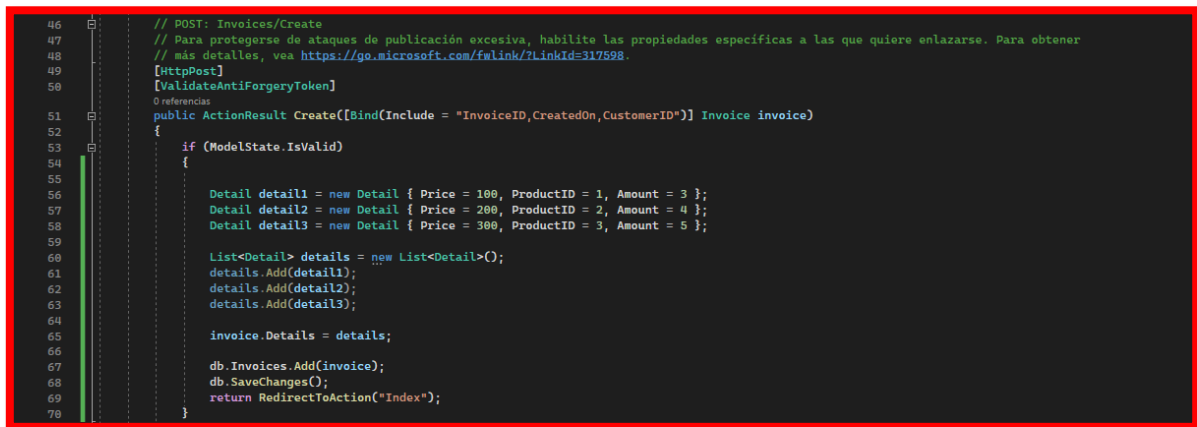 46 // POST: Invoices/Create
47 // Para protegerse de ataques de publicación excesiva, habilite las propiedades específicas a las que quiere enlazarse. Para obtener
48 // más detalles, vea https://go.microsoft.com/fwlink/?LinkId=317598.
49 [HttpPost]
50 [ValidateAntiForgeryToken]
0 referencias
51 public ActionResult Create([Bind(Include = "InvoiceID,CreatedOn,CustomerID")] Invoice invoice)
52 {
53 if (ModelState.IsValid)
54 {
55
56 Detail detail1 = new Detail { Price = 100, ProductID = 1, Amount = 3 };
57 Detail detail2 = new Detail { Price = 200, ProductID = 2, Amount = 4 };
58 Detail detail3 = new Detail { Price = 300, ProductID = 3, Amount = 5 };
59
60 List<Detail> details = new List<Detail>();
61 details.Add(detail1);
62 details.Add(detail2);
63 details.Add(detail3);
64
65 invoice.Details = details;
66
67 db.Invoices.Add(invoice);
68 db.SaveChanges();
69 return RedirectToAction("Index");
70 }